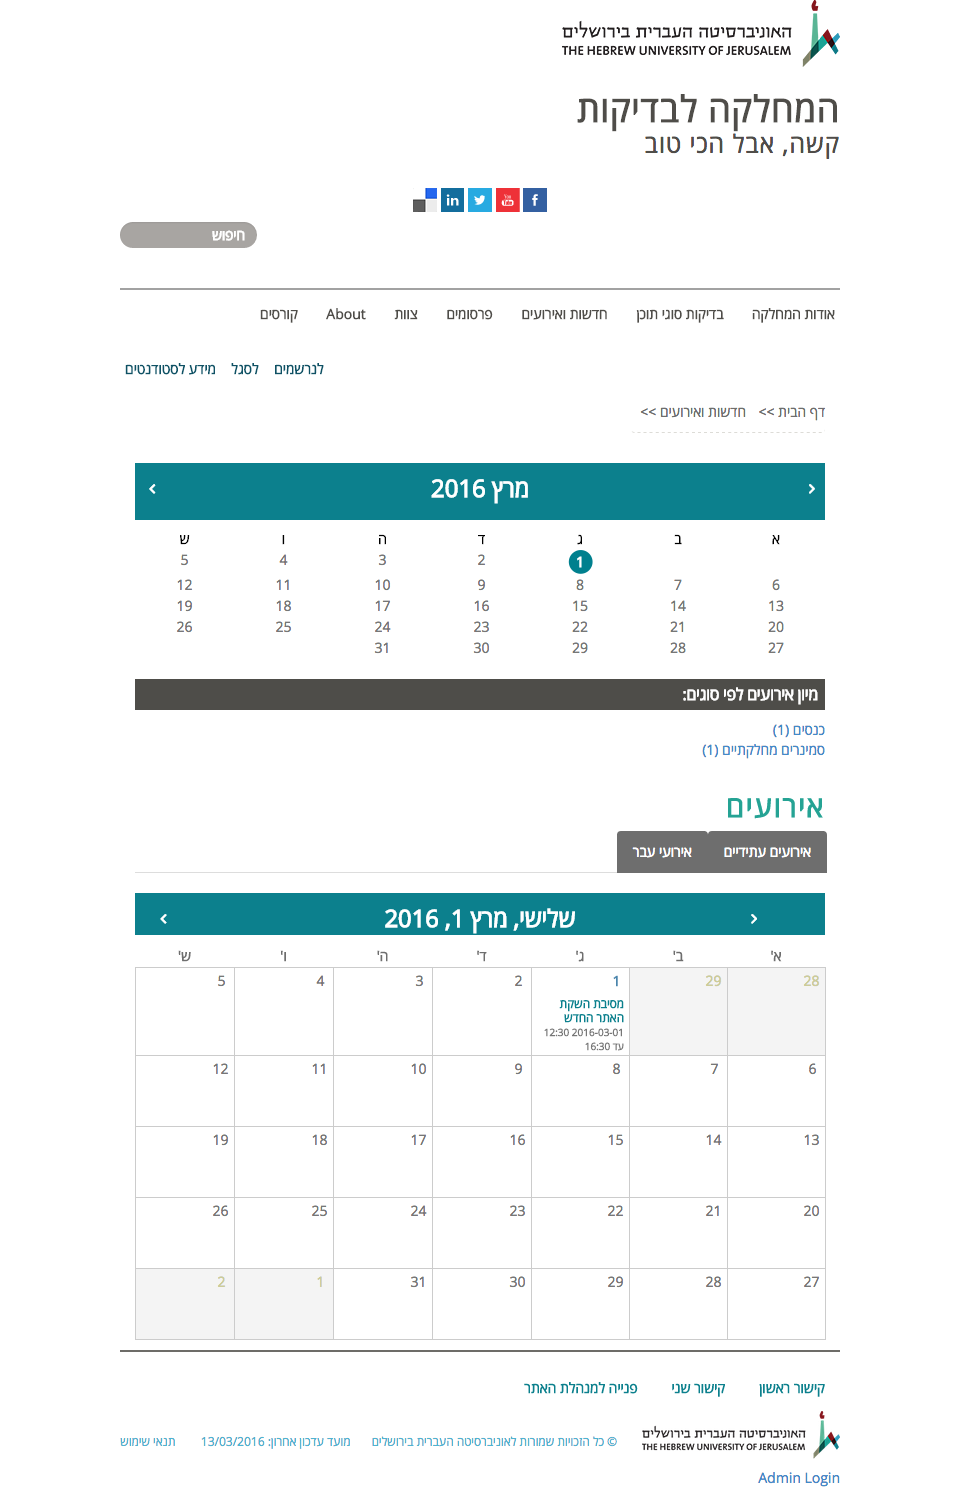 האוניברסיטה העברית בירושלים
THE HEBREW UNIVERSITY OF JERUSALEM
המחלקה לבדיקות
קשה, אבל הכי טוב
חיפוש
אודות המחלקה בדיקות סוגי תוכן חדשות ואירועים פרסומים צוות About קורסים
לנרשמים לסגל מידע לסטודנטים
דף הבית >> חדשות ואירועים >>
מרץ 2016
א ב ג ד ה ו ש
1 2 3 4 5
6 7 8 9 10 11 12
13 14 15 16 17 18 19
20 21 22 23 24 25 26
27 28 29 30 31
מיון אירועים לפי סוגים:
כנסים (1)
סמינרים מחלקתיים (1)
אירועים
אירועים עתידיים אירועי עבר
שלישי, מרץ 1, 2016
א' ב' ג' ד' ה' ו' ש'
28 29 1 2 3 4 5
מסיבת השקת
האתר החדש
2016-03-01 12:30
עד 16:30
6 7 8 9 10 11 12
13 14 15 16 17 18 19
20 21 22 23 24 25 26
27 28 29 30 31 1 2
קישור ראשון קישור שני פנייה למנהלת האתר
האוניברסיטה העברית בירושלים
THE HEBREW UNIVERSITY OF JERUSALEM
© כל הזכויות שמורות לאוניברסיטה העברית בירושלים מועד עדכון אחרון: 13/03/2016 תנאי שימוש
Admin Login